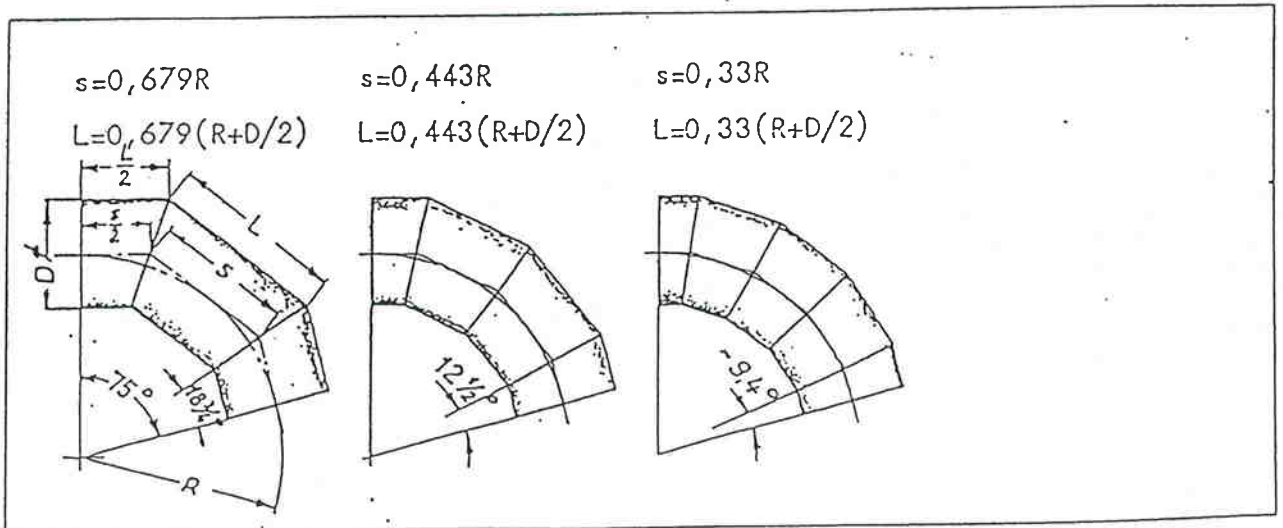 s=0,679R
L=0,679(R+D/2)
L/2
s/2
L
S
D
75°
18¾
R
s=0,443R
L=0,443(R+D/2)
12½°
s=0,33R
L=0,33(R+D/2)
~9,4°